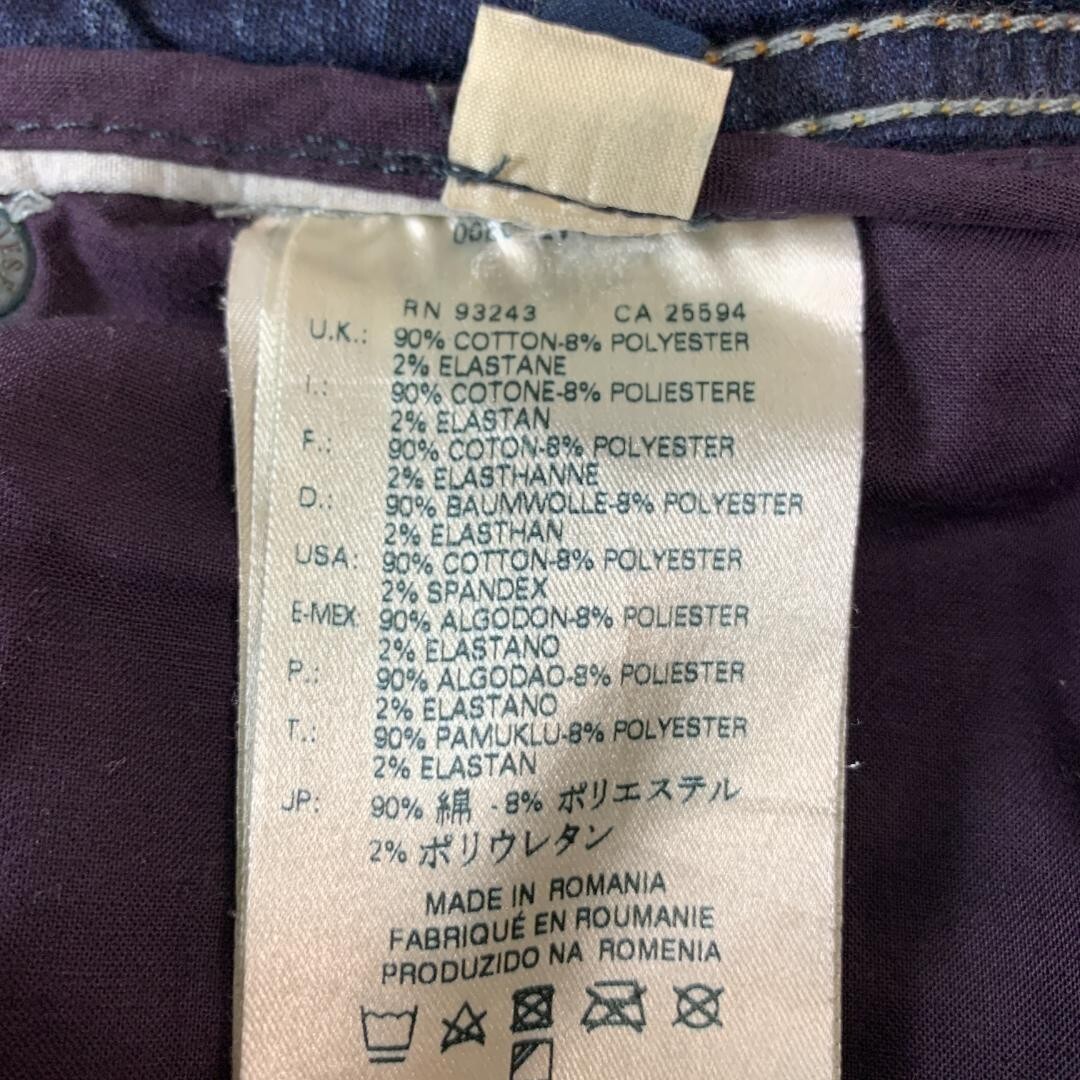 RN 93243 CA 25594
U.K.: 90% COTTON-8% POLYESTER
2% ELASTANE
I.: 90% COTONE-8% POLIESTERE
2% ELASTAN
F.: 90% COTON-8% POLYESTER
2% ELASTHANNE
D.: 90% BAUMWOLLE-8% POLYESTER
2% ELASTHAN
USA: 90% COTTON-8% POLYESTER
2% SPANDEX
E-MEX: 90% ALGODON-8% POLIESTER
2% ELASTANO
P.: 90% ALGODAO-8% POLIESTER
2% ELASTANO
T.: 90% PAMUKLU-8% POLYESTER
2% ELASTAN
JP: 90% 綿 -8% ポリエステル
2% ポリウレタン
MADE IN ROMANIA
FABRIQUÉ EN ROUMANIE
PRODUZIDO NA ROMENIA